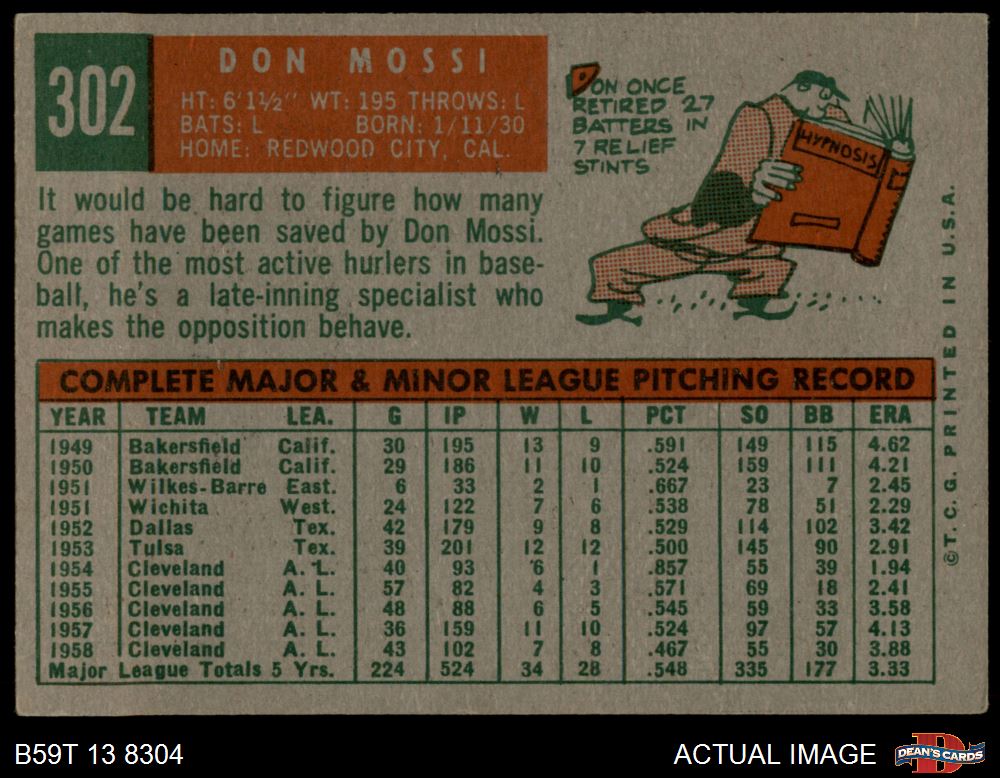 302
DON MOSSI
HT: 6'1½" WT: 195 THROWS: L
BATS: L BORN: 1/11/30
HOME: REDWOOD CITY, CAL.
DON ONCE
RETIRED 27
BATTERS IN
7 RELIEF
STINTS
HYPNOSIS
It would be hard to figure how many
games have been saved by Don Mossi.
One of the most active hurlers in base-
ball, he's a late-inning specialist who
makes the opposition behave.
COMPLETE MAJOR & MINOR LEAGUE PITCHING RECORD
YEAR TEAM LEA. G IP W L PCT SO BB ERA
1949 Bakersfield Calif. 30 195 13 9 .591 149 115 4.62
1950 Bakersfield Calif. 29 186 11 10 .524 159 111 4.21
1951 Wilkes-Barre East. 6 33 2 1 .667 23 7 2.45
1951 Wichita West. 24 122 7 6 .538 78 51 2.29
1952 Dallas Tex. 42 179 9 8 .529 114 102 3.42
1953 Tulsa Tex. 39 201 12 12 .500 145 90 2.91
1954 Cleveland A. L. 40 93 6 1 .857 55 39 1.94
1955 Cleveland A. L. 57 82 4 3 .571 69 18 2.41
1956 Cleveland A. L. 48 88 6 5 .545 59 33 3.58
1957 Cleveland A. L. 36 159 11 10 .524 97 57 4.13
1958 Cleveland A. L. 43 102 7 8 .467 55 30 3.88
Major League Totals 5 Yrs. 224 524 34 28 .548 335 177 3.33
©T.C.G. PRINTED IN U.S.A.
B59T 13 8304
ACTUAL IMAGE
DEAN'S CARDS